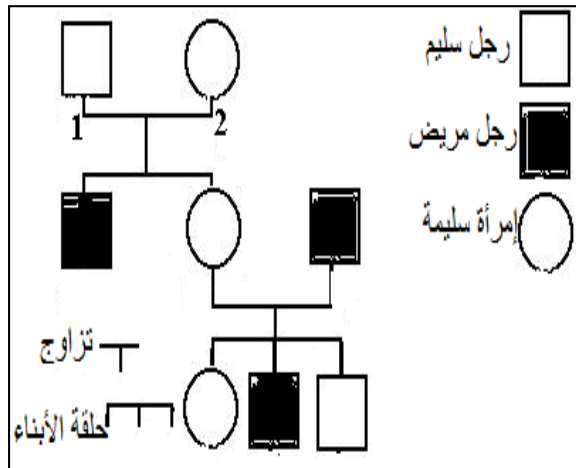 رجل سليم
1 2
رجل مريض
إمرأة سليمة
تزاوج
حلقة الأبناء